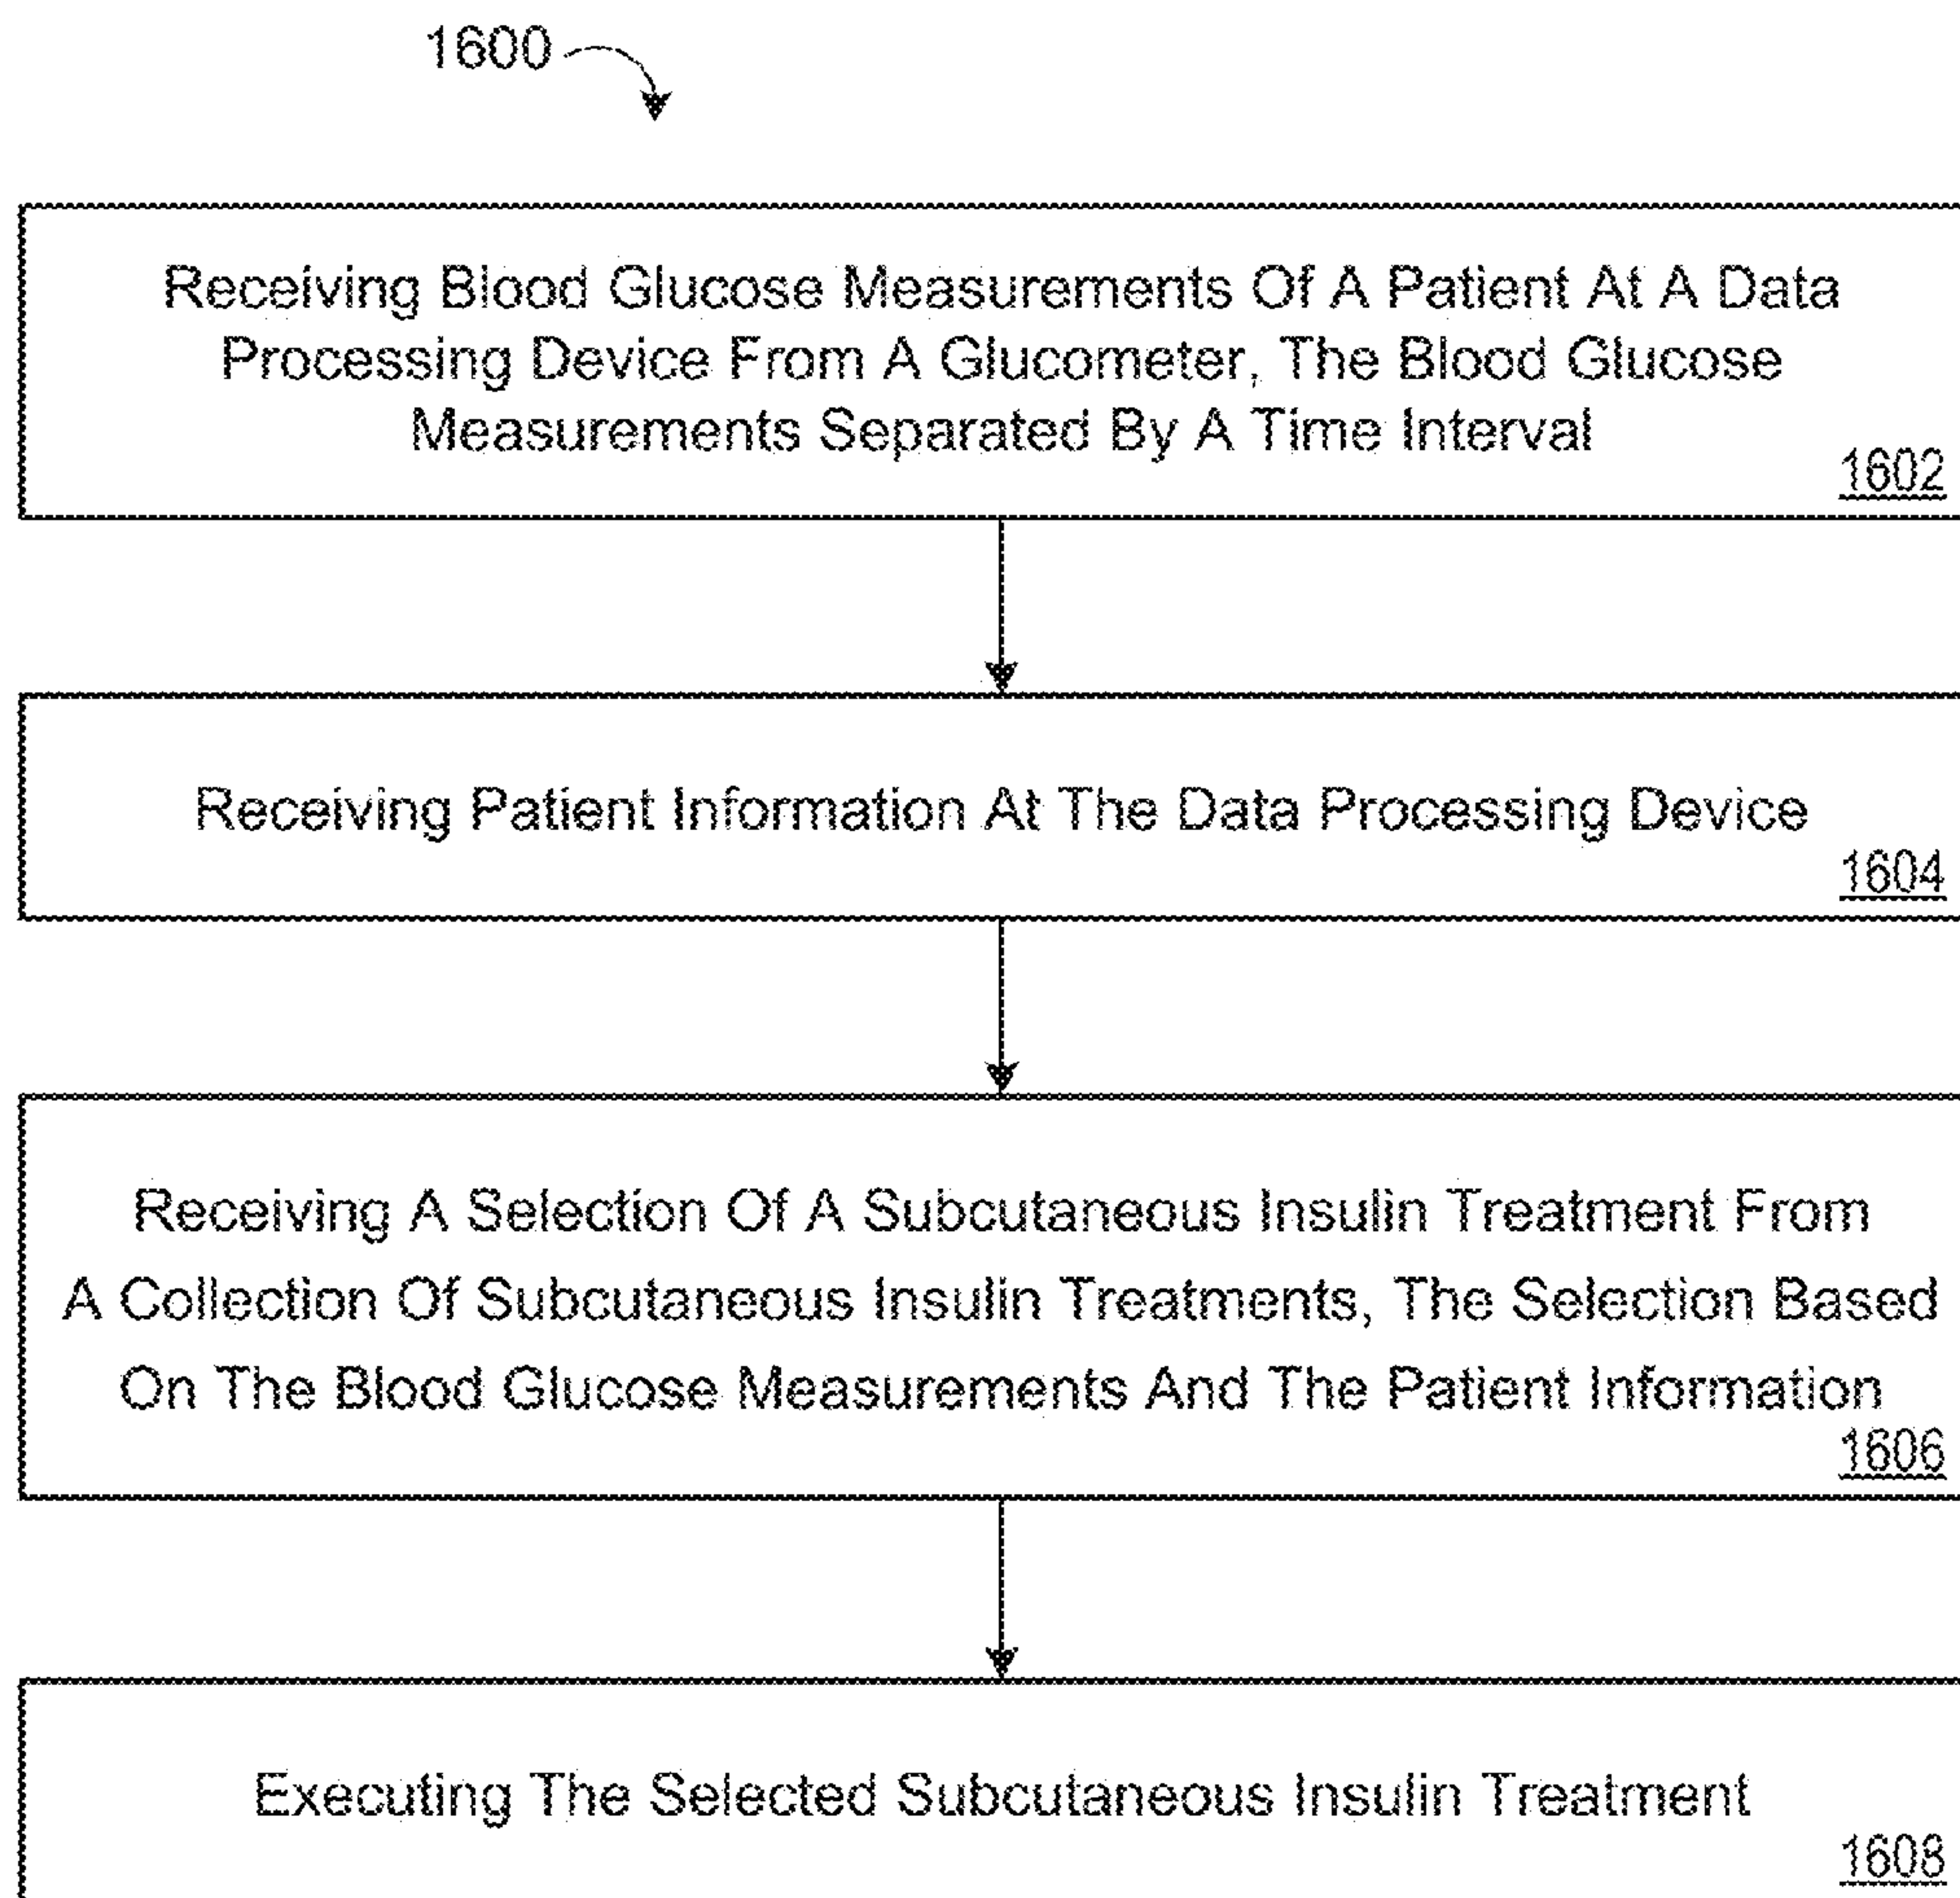 1600
Receiving Blood Glucose Measurements Of A Patient At A Data
Processing Device From A Glucometer, The Blood Glucose
Measurements Separated By A Time Interval
1602
Receiving Patient Information At The Data Processing Device
1604
Receiving A Selection Of A Subcutaneous Insulin Treatment From
A Collection Of Subcutaneous Insulin Treatments, The Selection Based
On The Blood Glucose Measurements And The Patient Information
1606
Executing The Selected Subcutaneous Insulin Treatment
1608